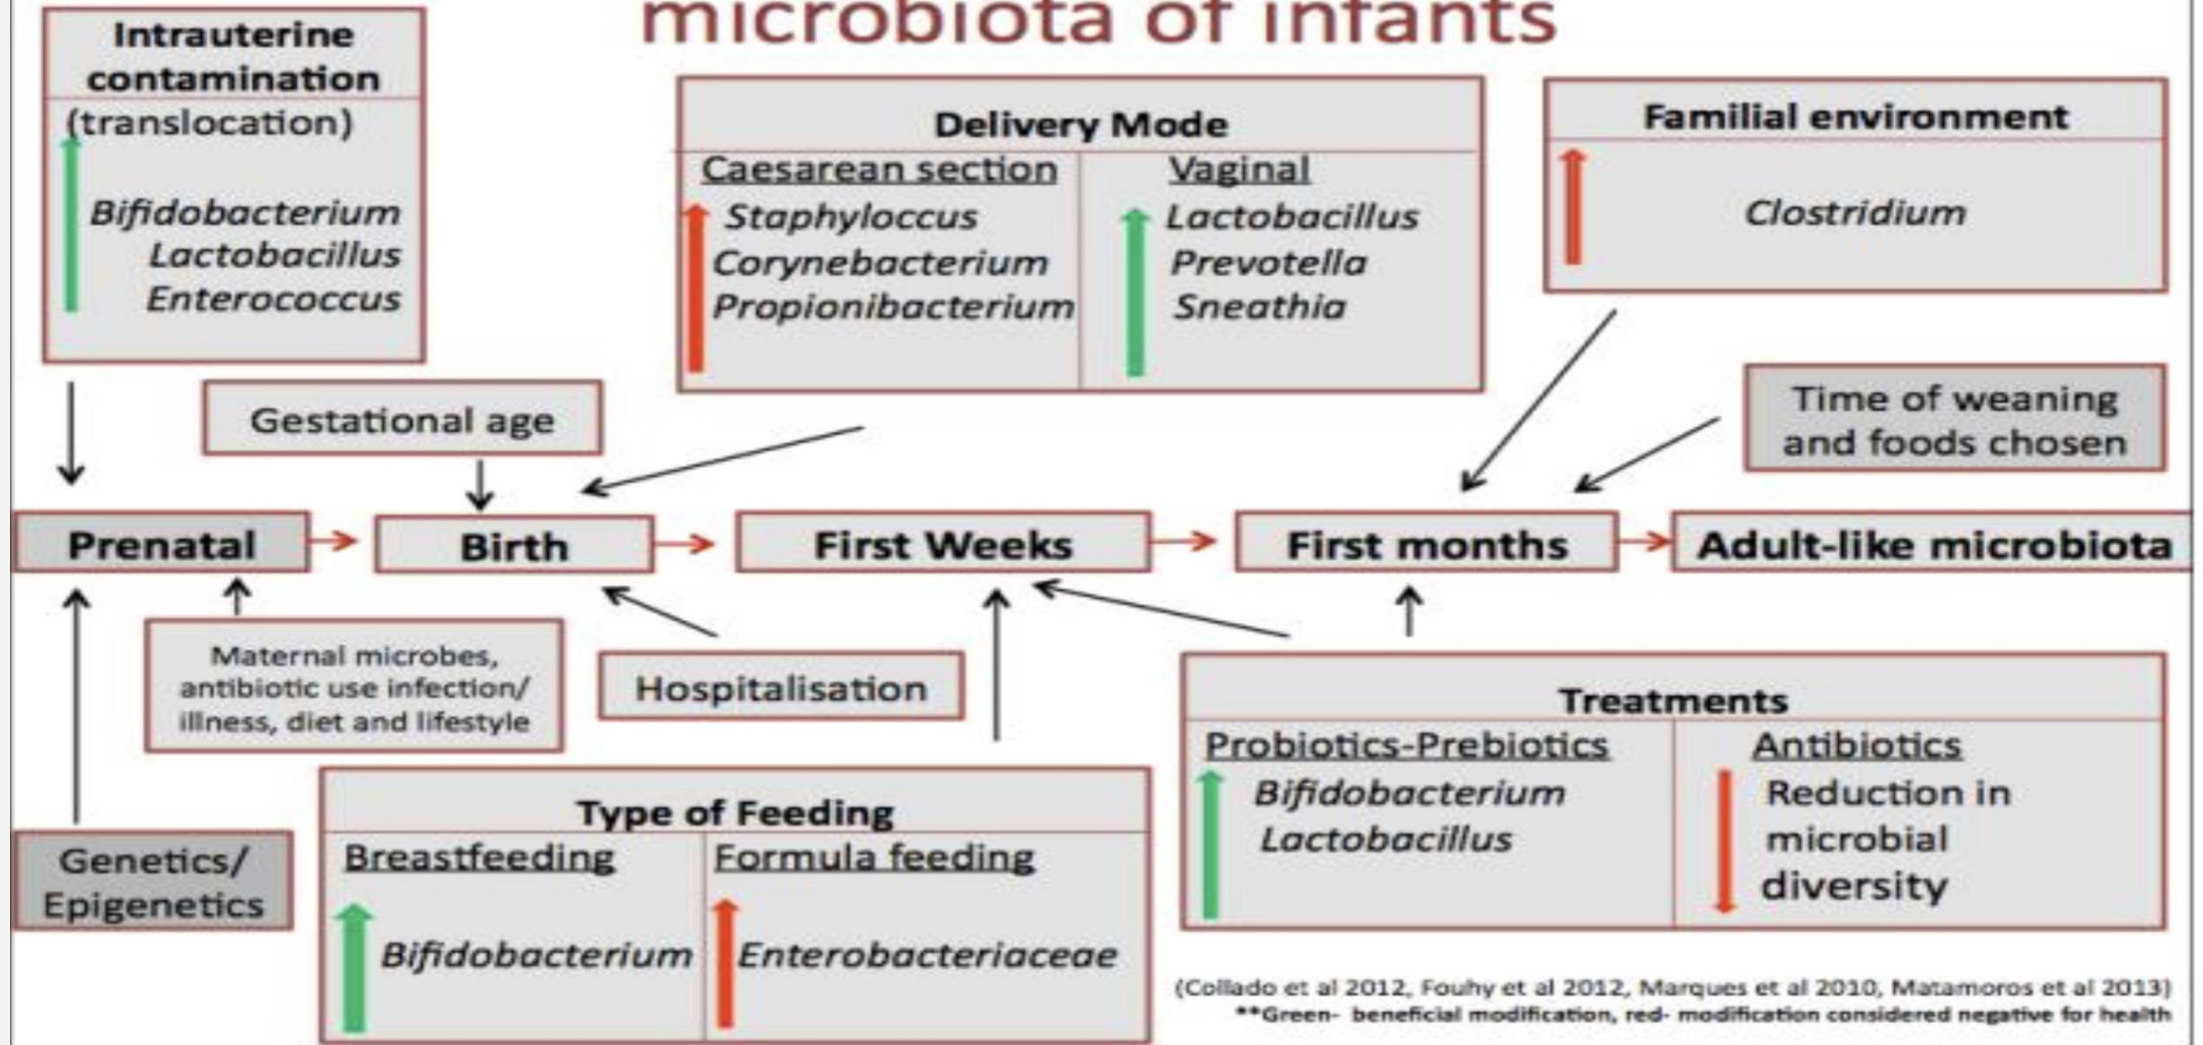 microbiota of infants
Intrauterine
contamination
(translocation)
Bifidobacterium
Lactobacillus
Enterococcus
Delivery Mode
Caesarean section
Staphyloccus
Corynebacterium
Propionibacterium
Vaginal
Lactobacillus
Prevotella
Sneathia
Familial environment
Clostridium
Gestational age
Time of weaning
and foods chosen
Prenatal
Birth
First Weeks
First months
Adult-like microbiota
Maternal microbes,
antibiotic use infection/
illness, diet and lifestyle
Hospitalisation
Genetics/
Epigenetics
Type of Feeding
Breastfeeding
Bifidobacterium
Formula feeding
Enterobacteriaceae
Treatments
Probiotics-Prebiotics
Bifidobacterium
Lactobacillus
Antibiotics
Reduction in
microbial
diversity
(Collado et al 2012, Fouhy et al 2012, Marques et al 2010, Matamoros et al 2013)
**Green- beneficial modification, red- modification considered negative for health